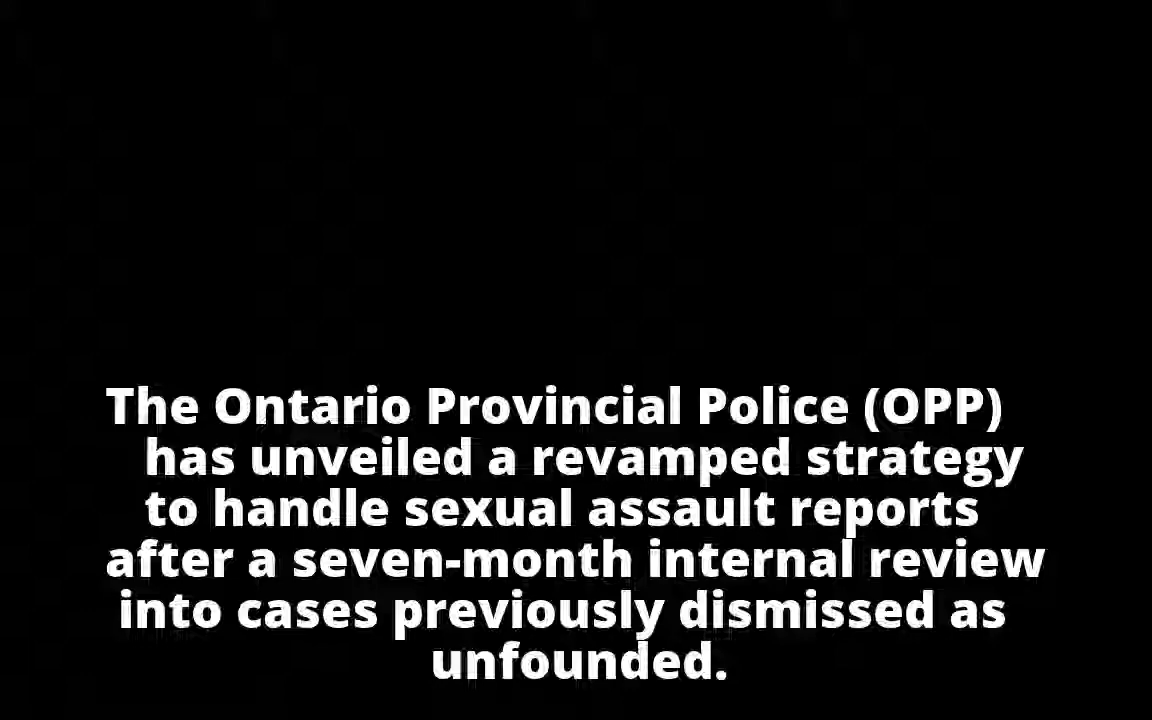 The Ontario Provincial Police (OPP)
has unveiled a revamped strategy
to handle sexual assault reports
after a seven-month internal review
into cases previously dismissed as
unfounded.